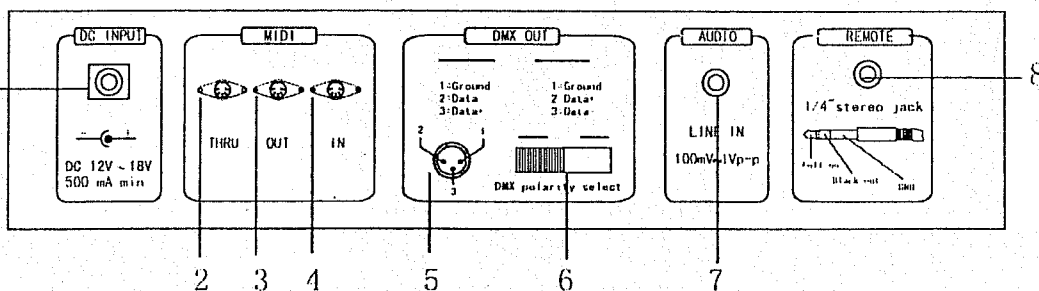 DC INPUT
DC 12V ~ 18V
500 mA min
MIDI
THRU OUT IN
DMX OUT
1:Ground
2:Data
3:Data+
1:Ground
2 Data+
3:Data-
2 1
3
DMX polarity select
AUDIO
LINE IN
100mV~1Vp-p
REMOTE
1/4" stereo jack
Full on
Black out
GND
8
2 3 4 5 6 7